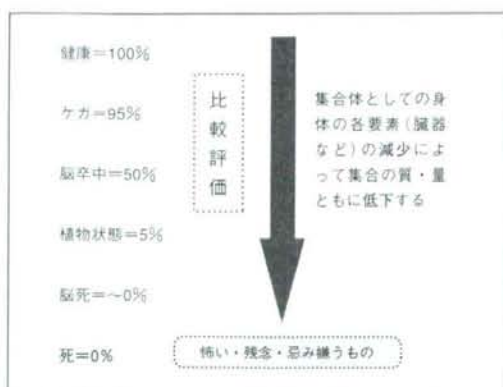 健康＝100%
ケガ＝95%
脳卒中＝50%
植物状態＝5%
脳死＝～0%
死＝0%
比較評価
集合体としての身
体の各要素（臓器
など）の減少によ
って集合の質・量
ともに低下する
怖い・残念・忌み嫌うもの